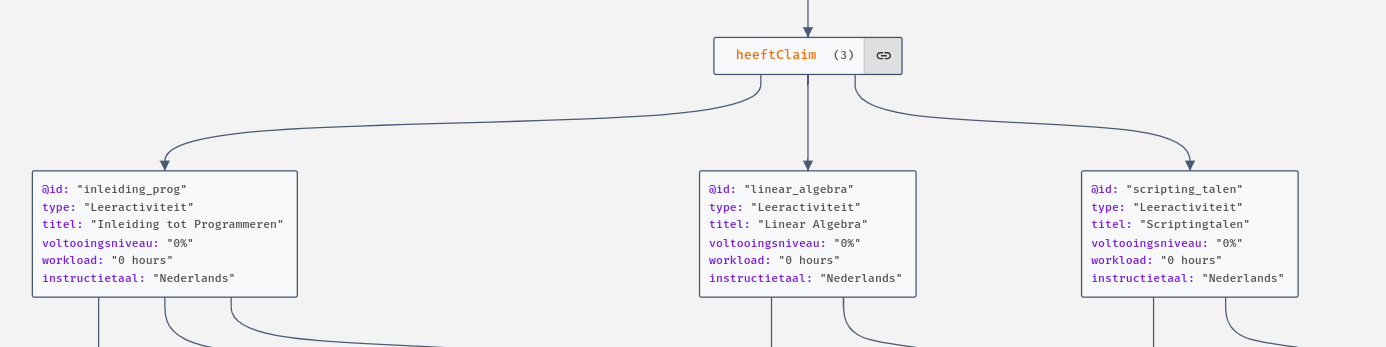 heeftClaim (3)
@id: "inleiding_prog"
type: "Leeractiviteit"
titel: "Inleiding tot Programmeren"
voltooingsniveau: "0%"
workload: "0 hours"
instructietaal: "Nederlands"
@id: "linear_algebra"
type: "Leeractiviteit"
titel: "Linear Algebra"
voltooingsniveau: "0%"
workload: "0 hours"
instructietaal: "Nederlands"
@id: "scripting_talen"
type: "Leeractiviteit"
titel: "Scriptingtalen"
voltooingsniveau: "0%"
workload: "0 hours"
instructietaal: "Nederlands"